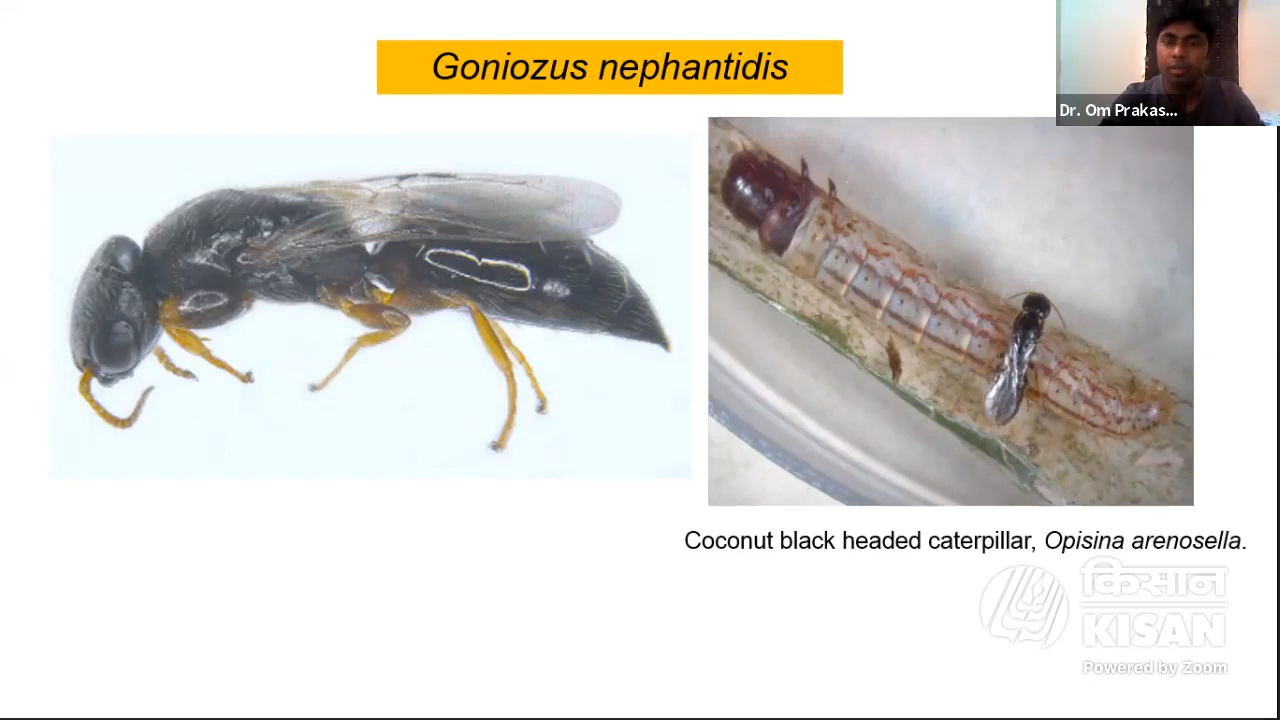 Goniozus nephantidis
Dr. Om Prakas...
Coconut black headed caterpillar, Opisina arenosella.
किसान
KISAN
Powered by Zoom